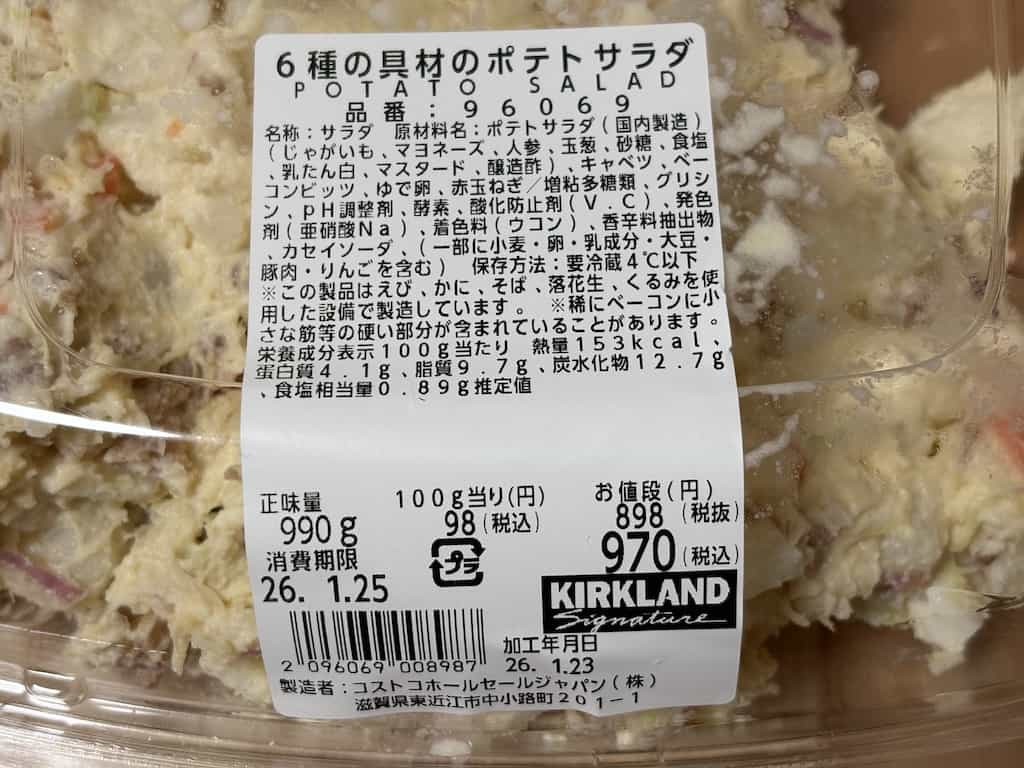 6種の具材のポテトサラダ
POTATO SALAD
品番：96069
名称：サラダ　原材料名：ポテトサラダ（国内製造）
（じゃがいも、マヨネーズ、人参、玉葱、砂糖、食塩
、乳たん白、マスタード、醸造酢）、キャベツ、ベー
コンビッツ、ゆで卵、赤玉ねぎ／増粘多糖類、グリシ
ン、pH調整剤、酵素、酸化防止剤（V．C）、発色
剤（亜硝酸Na）、着色料（ウコン）、香辛料抽出物
、カセイソーダ、（一部に小麦・卵・乳成分・大豆・
豚肉・りんごを含む）　保存方法：要冷蔵4℃以下
※この製品はえび、かに、そば、落花生、くるみを使
用した設備で製造しています。　※稀にベーコンに小
さな筋等の硬い部分が含まれていることがあります。
栄養成分表示100g当たり　熱量153kcal、
蛋白質4．1g、脂質9．7g、炭水化物12．7g
、食塩相当量0．89g推定値
正味量　100g当り(円)　お値段(円)
990g　98(税込)　898(税抜)
970(税込)
消費期限　プラ
26. 1.25
KIRKLAND
Signature
加工年月日
26. 1.23
2 096069 008987
製造者：コストコホールセールジャパン（株）
滋賀県東近江市中小路町201-1